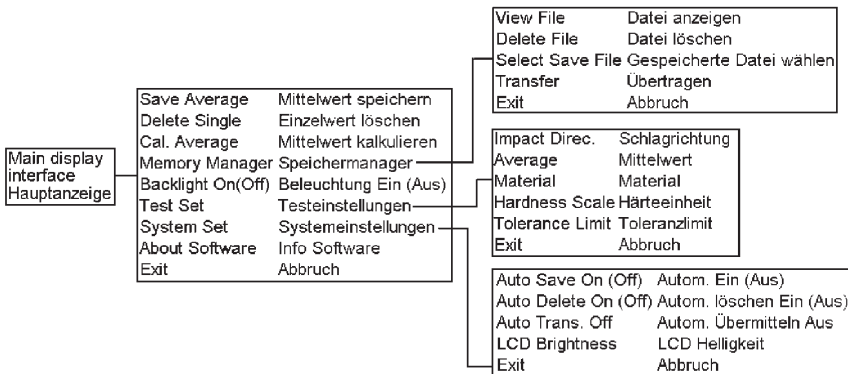 Main display
interface
Hauptanzeige
Save Average Mittelwert speichern
Delete Single Einzelwert löschen
Cal. Average Mittelwert kalkulieren
Memory Manager Speichermanager
Backlight On(Off) Beleuchtung Ein (Aus)
Test Set Testeinstellungen
System Set Systemeinstellungen
About Software Info Software
Exit Abbruch
View File Datei anzeigen
Delete File Datei löschen
Select Save File Gespeicherte Datei wählen
Transfer Übertragen
Exit Abbruch
Impact Direc. Schlagrichtung
Average Mittelwert
Material Material
Hardness Scale Härteeinheit
Tolerance Limit Toleranzlimit
Exit Abbruch
Auto Save On (Off) Autom. Ein (Aus)
Auto Delete On (Off) Autom. löschen Ein (Aus)
Auto Trans. Off Autom. Übermitteln Aus
LCD Brightness LCD Helligkeit
Exit Abbruch